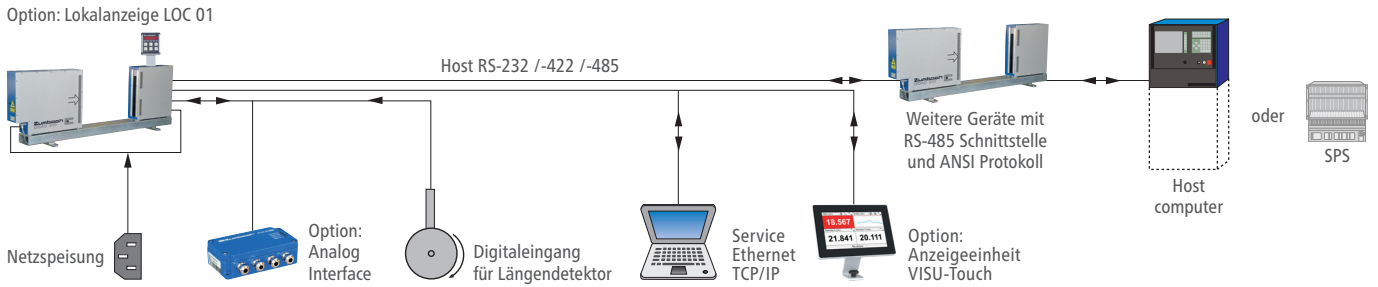 Option: Lokalanzeige LOC 01
Host RS-232 /-422 /-485
Zumbach
Zumbach
Weitere Geräte mit
RS-485 Schnittstelle
und ANSI Protokoll
Host
computer
oder
SPS
Netzspeisung
Option:
Analog
Interface
Digitaleingang
für Längendetektor
Service
Ethernet
TCP/IP
18.567
21.841 20.111
Option:
Anzeigeeinheit
VISU-Touch